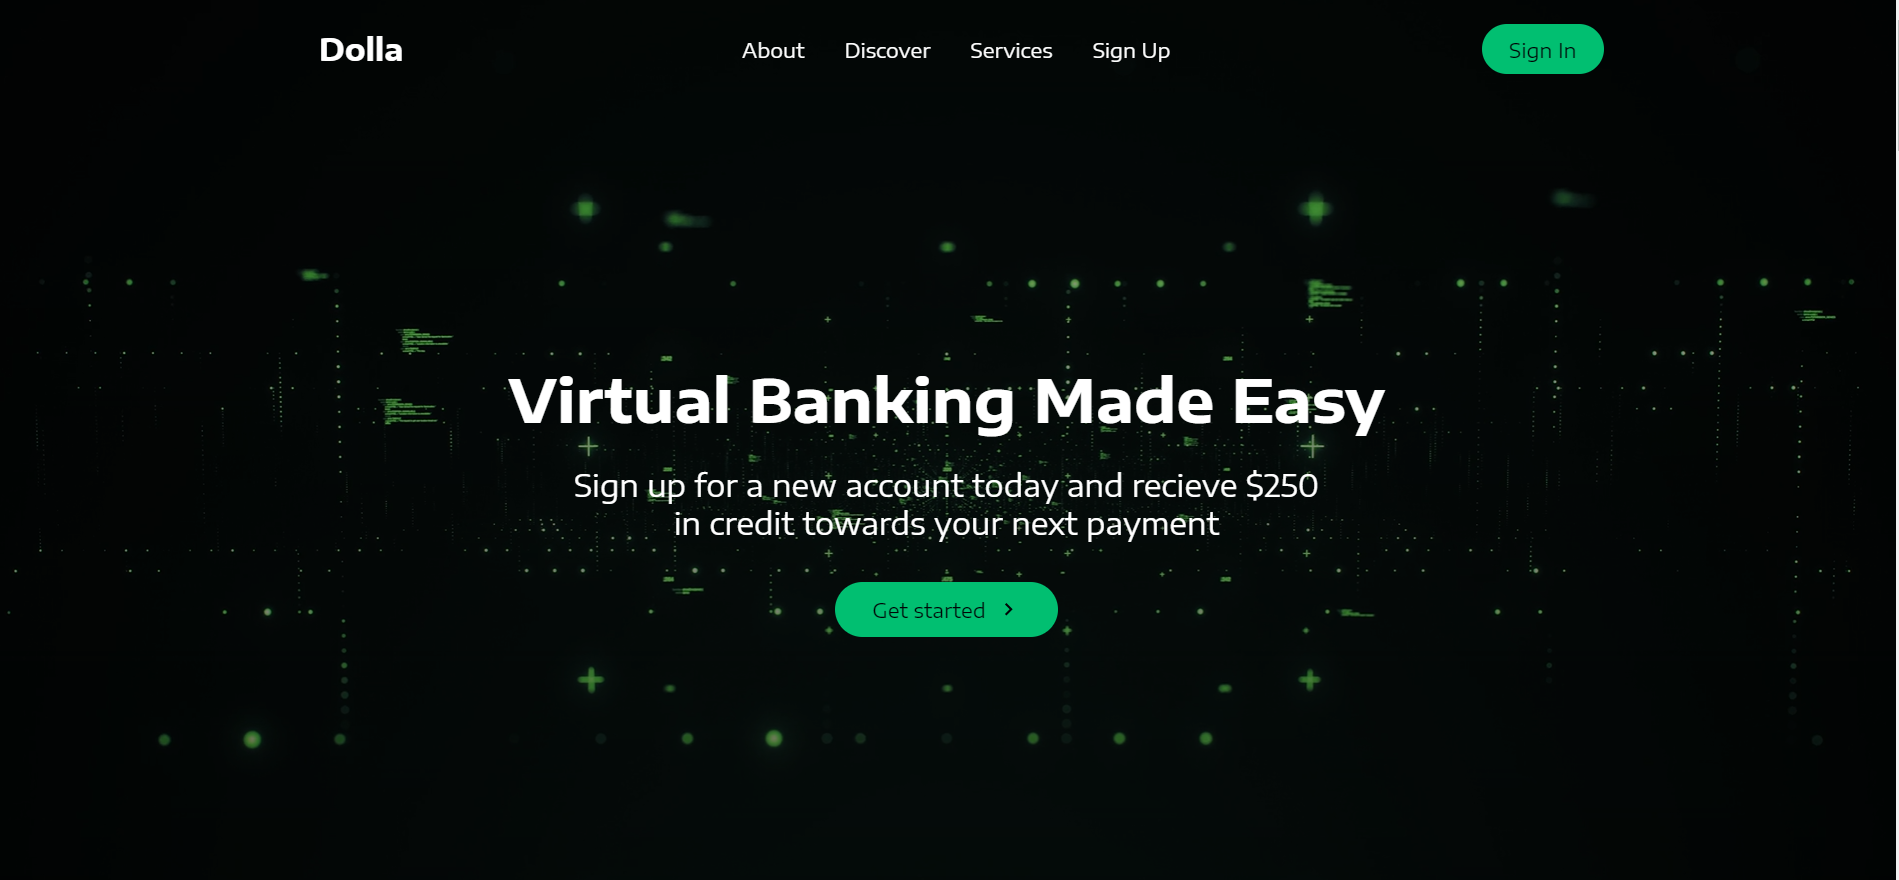 Dolla
About
Discover
Services
Sign Up
Sign In
Virtual Banking Made Easy
Sign up for a new account today and recieve $250
in credit towards your next payment
Get started